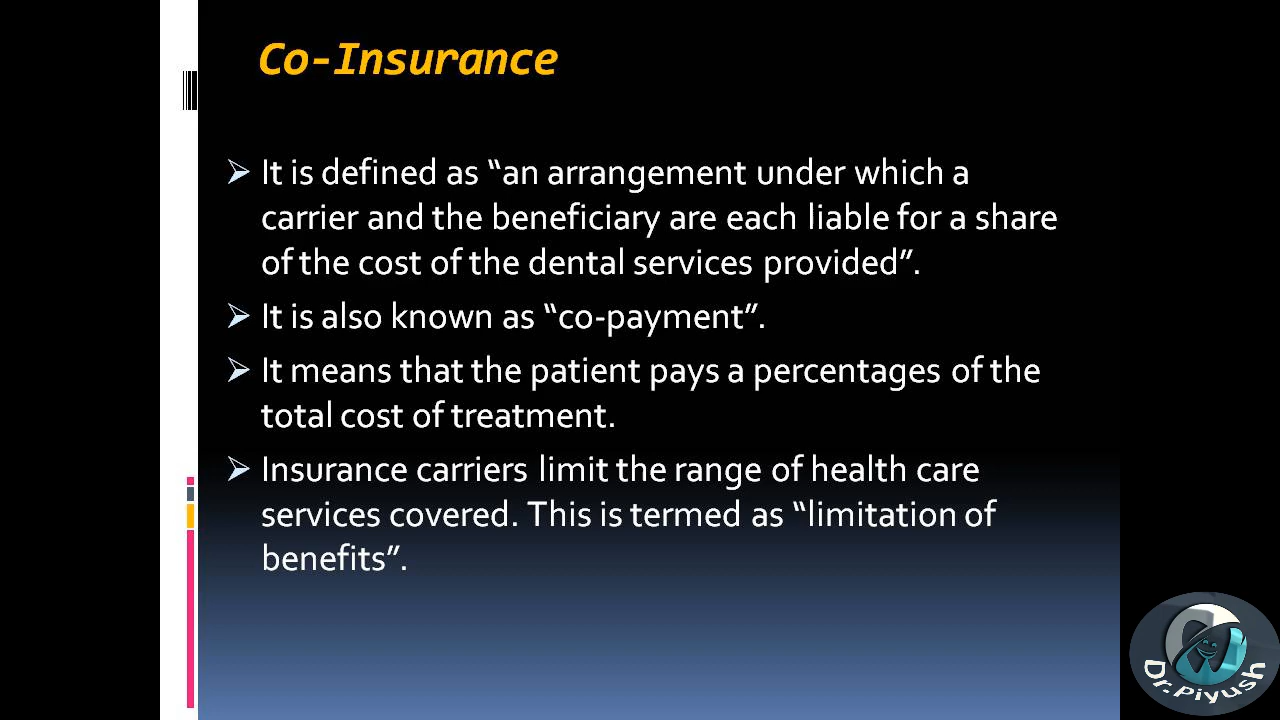 Co-Insurance
It is defined as “an arrangement under which a
carrier and the beneficiary are each liable for a share
of the cost of the dental services provided”.
It is also known as “co-payment”.
It means that the patient pays a percentages of the
total cost of treatment.
Insurance carriers limit the range of health care
services covered. This is termed as “limitation of
benefits”.
Dr.Piyush